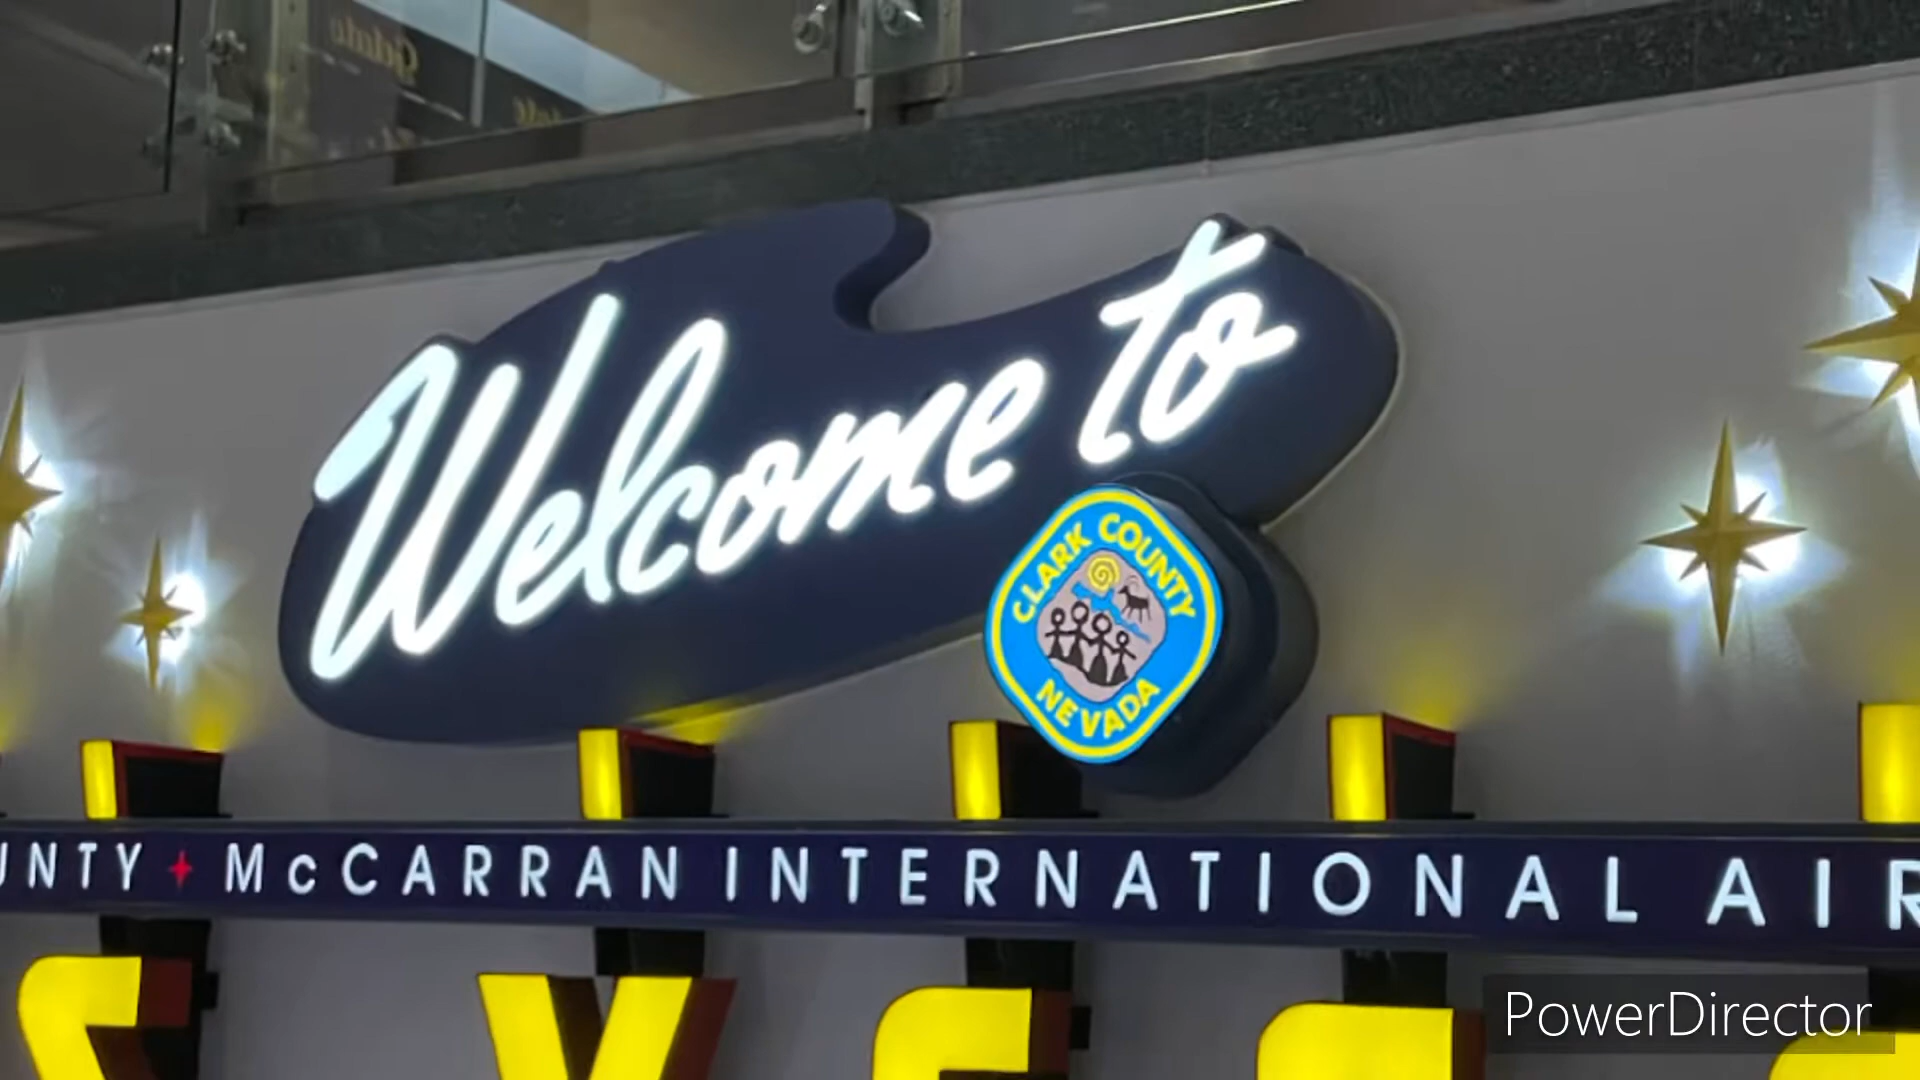 Welcome to
CLARK COUNTY
NEVADA
UNTY McCARRAN INTERNATIONAL AIR
PowerDirector